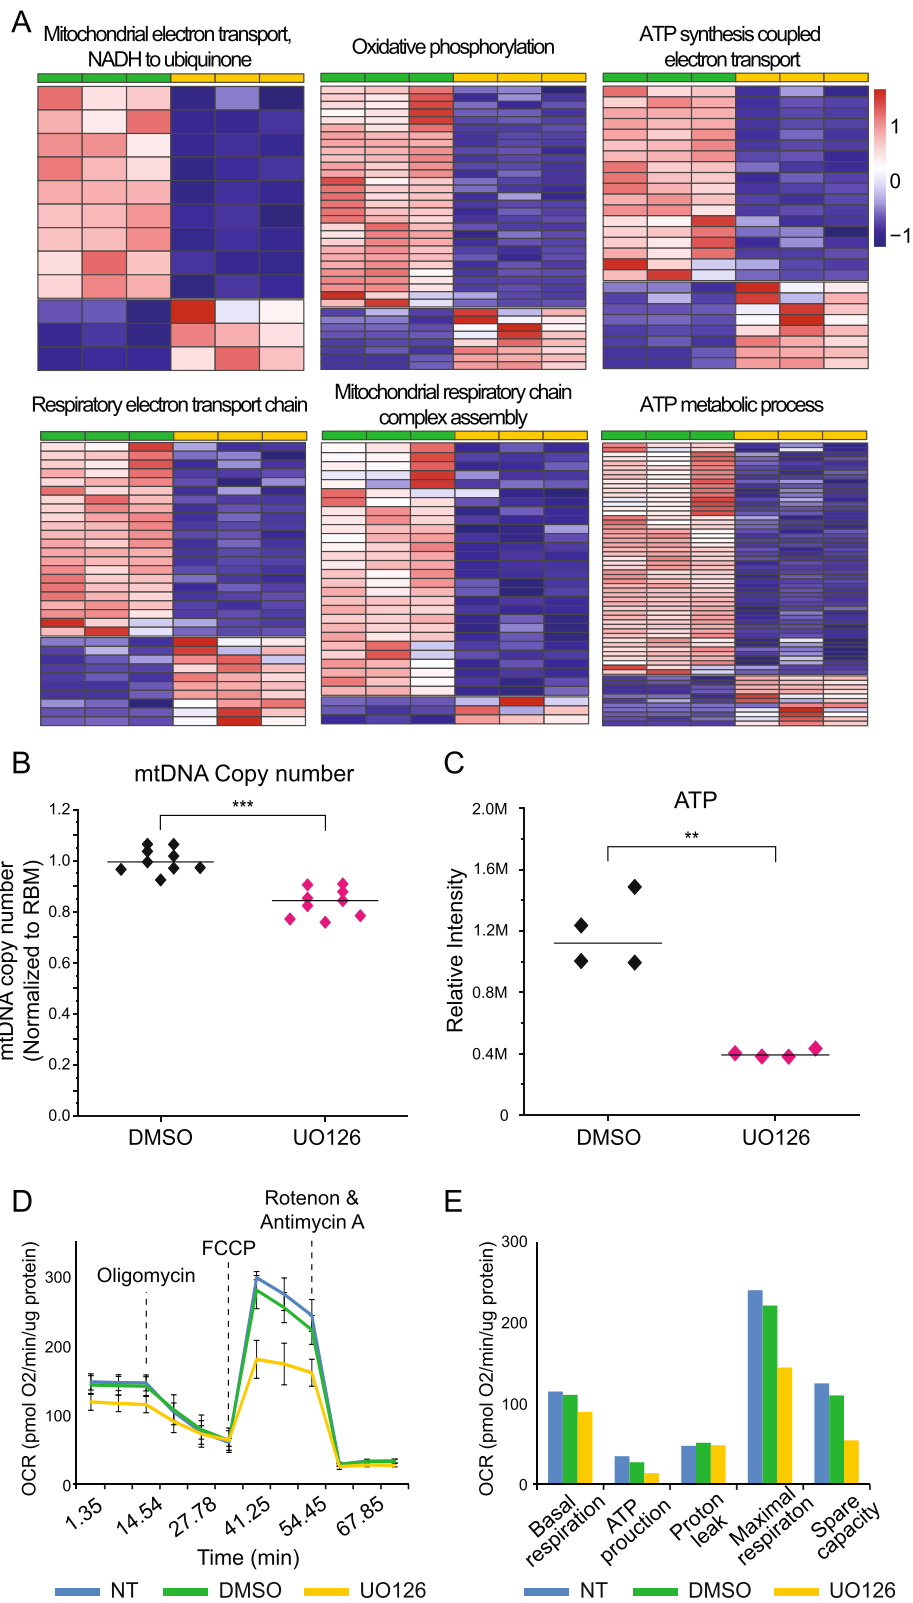 A
Mitochondrial electron transport,
NADH to ubiquinone
Oxidative phosphorylation
ATP synthesis coupled
electron transport
1
0
−1
Respiratory electron transport chain
Mitochondrial respiratory chain
complex assembly
ATP metabolic process
B
mtDNA Copy number
***
1.2
1.0
0.8
0.6
0.4
0.2
0.0
mtDNA copy number
(Normalized to RBM)
DMSO
UO126
C
ATP
**
2.0M
1.6M
1.2M
0.8M
0.4M
0
Relative Intensity
DMSO
UO126
D
Rotenon &
Antimycin A
FCCP
Oligomycin
OCR (pmol O2/min/ug protein)
300
200
100
0
1.35
14.54
27.78
41.25
54.45
67.85
Time (min)
NT
DMSO
UO126
E
OCR (pmol O2/min/ug protein)
300
200
100
0
Basal
respiration
ATP
prouction
Proton
leak
Maximal
respiraton
Spare
capacity
NT
DMSO
UO126